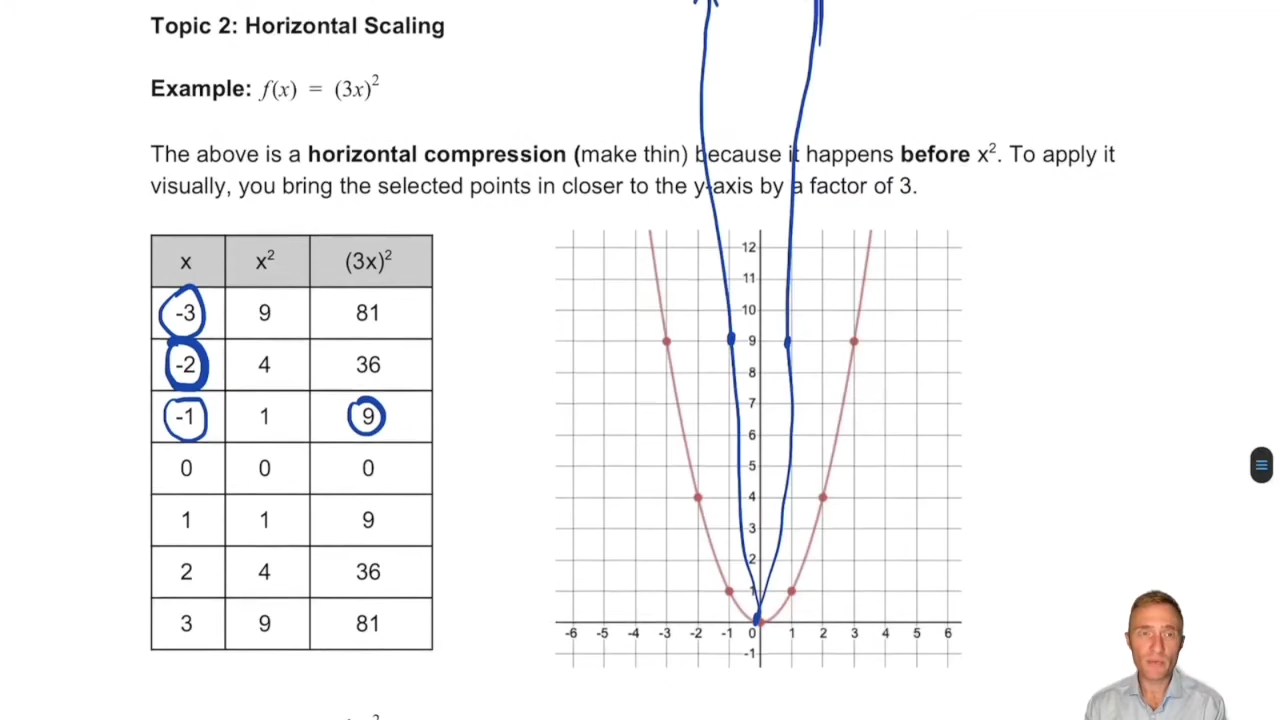 Topic 2: Horizontal Scaling
Example: f(x) = (3x)²
The above is a horizontal compression (make thin) because it happens before x². To apply it
visually, you bring the selected points in closer to the y-axis by a factor of 3.
x x² (3x)²
-3 9 81
-2 4 36
-1 1 9
0 0 0
1 1 9
2 4 36
3 9 81
12
11
10
9
8
7
6
5
4
3
2
1
-6 -5 -4 -3 -2 -1 0 1 2 3 4 5 6
-1